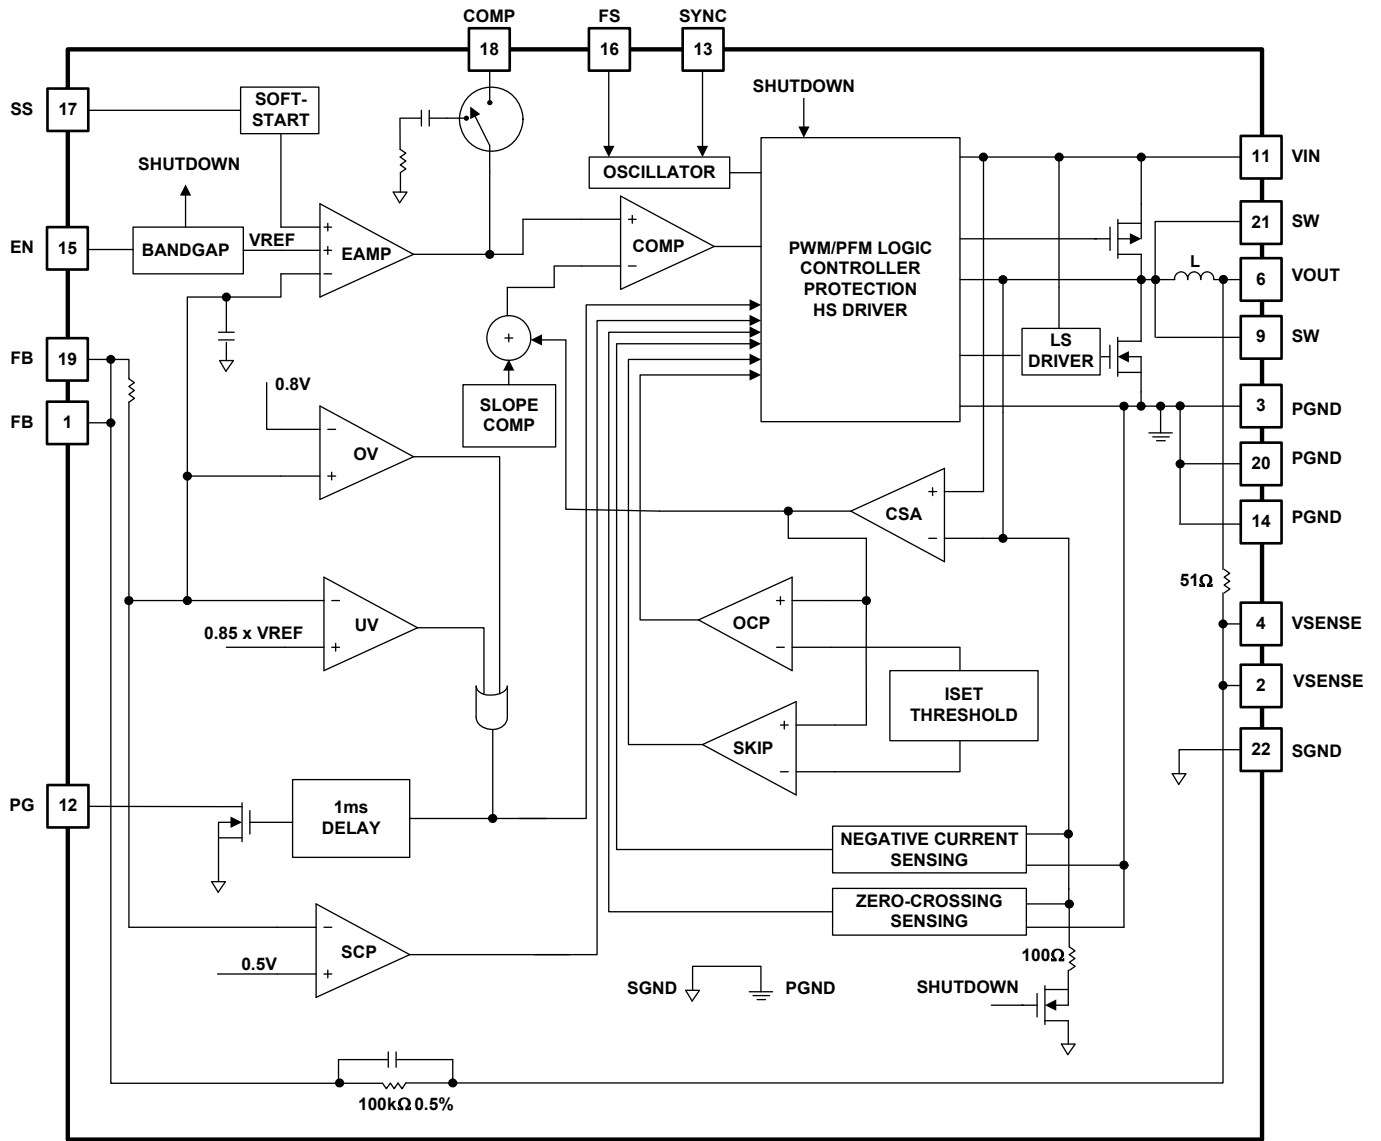 COMP
FS
SYNC
18
16
13
SS
17
SOFT-
START
SHUTDOWN
SHUTDOWN
OSCILLATOR
11
VIN
EN
15
BANDGAP
VREF
+
+
−
EAMP
+
−
COMP
PWM/PFM LOGIC
CONTROLLER
PROTECTION
HS DRIVER
21
SW
L
6
VOUT
+
LS
DRIVER
9
SW
FB
19
FB
1
0.8V
SLOPE
COMP
3
PGND
−
+
OV
20
PGND
+
−
CSA
14
PGND
51Ω
−
+
UV
0.85 x VREF
+
−
OCP
4
VSENSE
ISET
THRESHOLD
2
VSENSE
+
−
SKIP
22
SGND
PG
12
1ms
DELAY
NEGATIVE CURRENT
SENSING
ZERO-CROSSING
SENSING
−
+
SCP
0.5V
100Ω
SGND
PGND
SHUTDOWN
100kΩ 0.5%